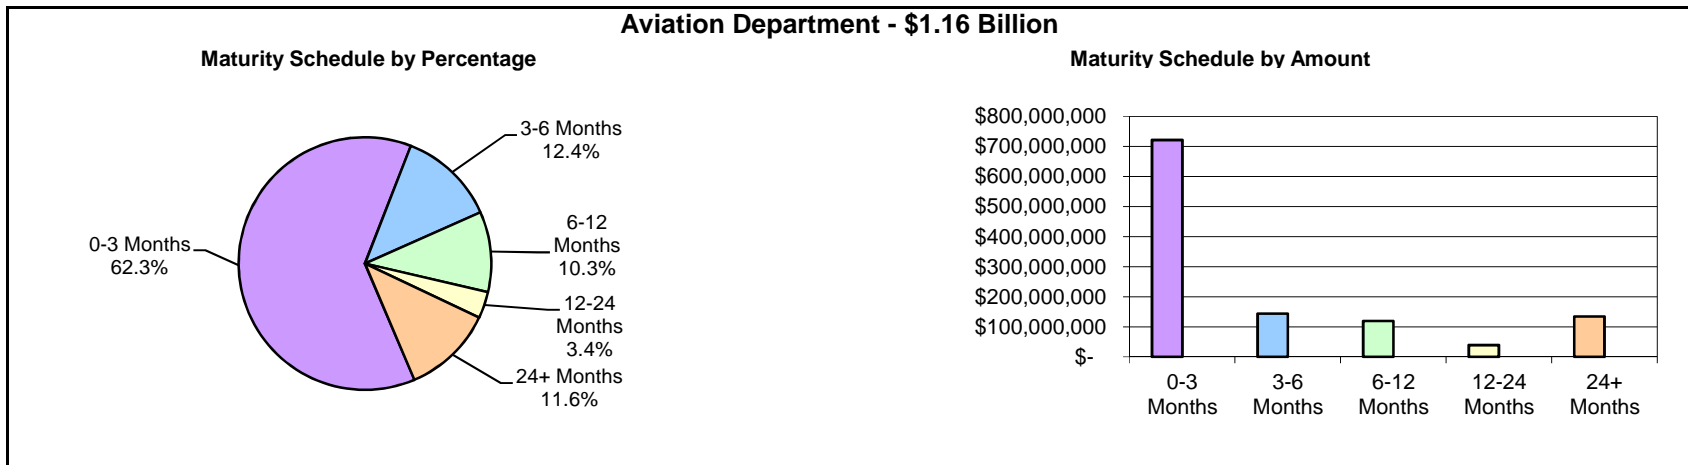 Aviation Department - $1.16 Billion
Maturity Schedule by Percentage
3-6 Months
12.4%
6-12
Months
10.3%
0-3 Months
62.3%
12-24
Months
3.4%
24+ Months
11.6%
Maturity Schedule by Amount
$800,000,000
$700,000,000
$600,000,000
$500,000,000
$400,000,000
$300,000,000
$200,000,000
$100,000,000
$-
0-3
Months
3-6
Months
6-12
Months
12-24
Months
24+
Months